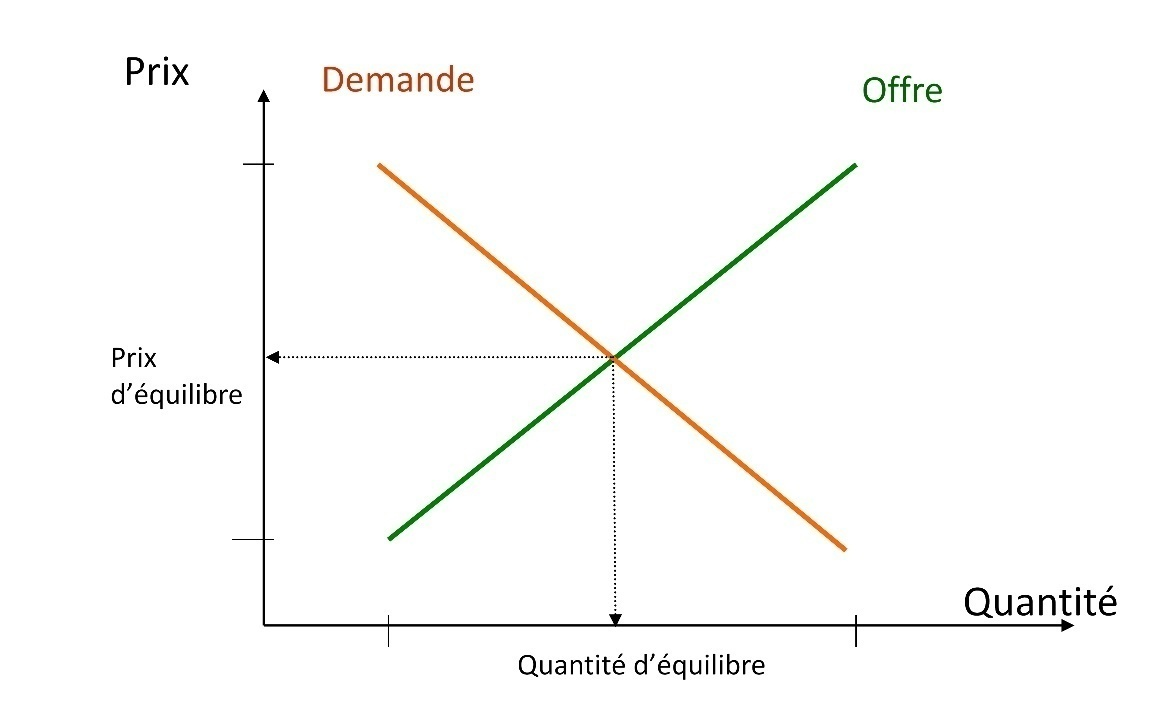 Prix
Demande
Offre
Prix
d’équilibre
Quantité
Quantité d’équilibre